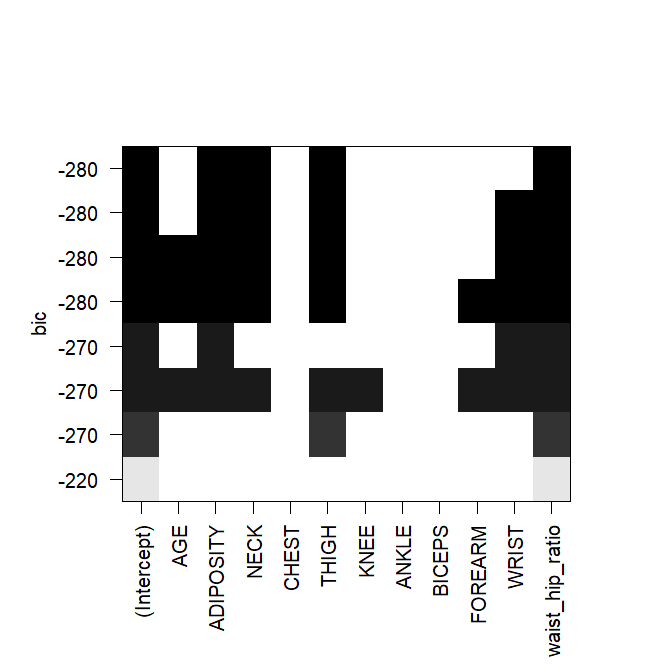 bic
-280
-280
-280
-280
-270
-270
-270
-220
(Intercept)
AGE
ADIPOSITY
NECK
CHEST
THIGH
KNEE
ANKLE
BICEPS
FOREARM
WRIST
waist_hip_ratio